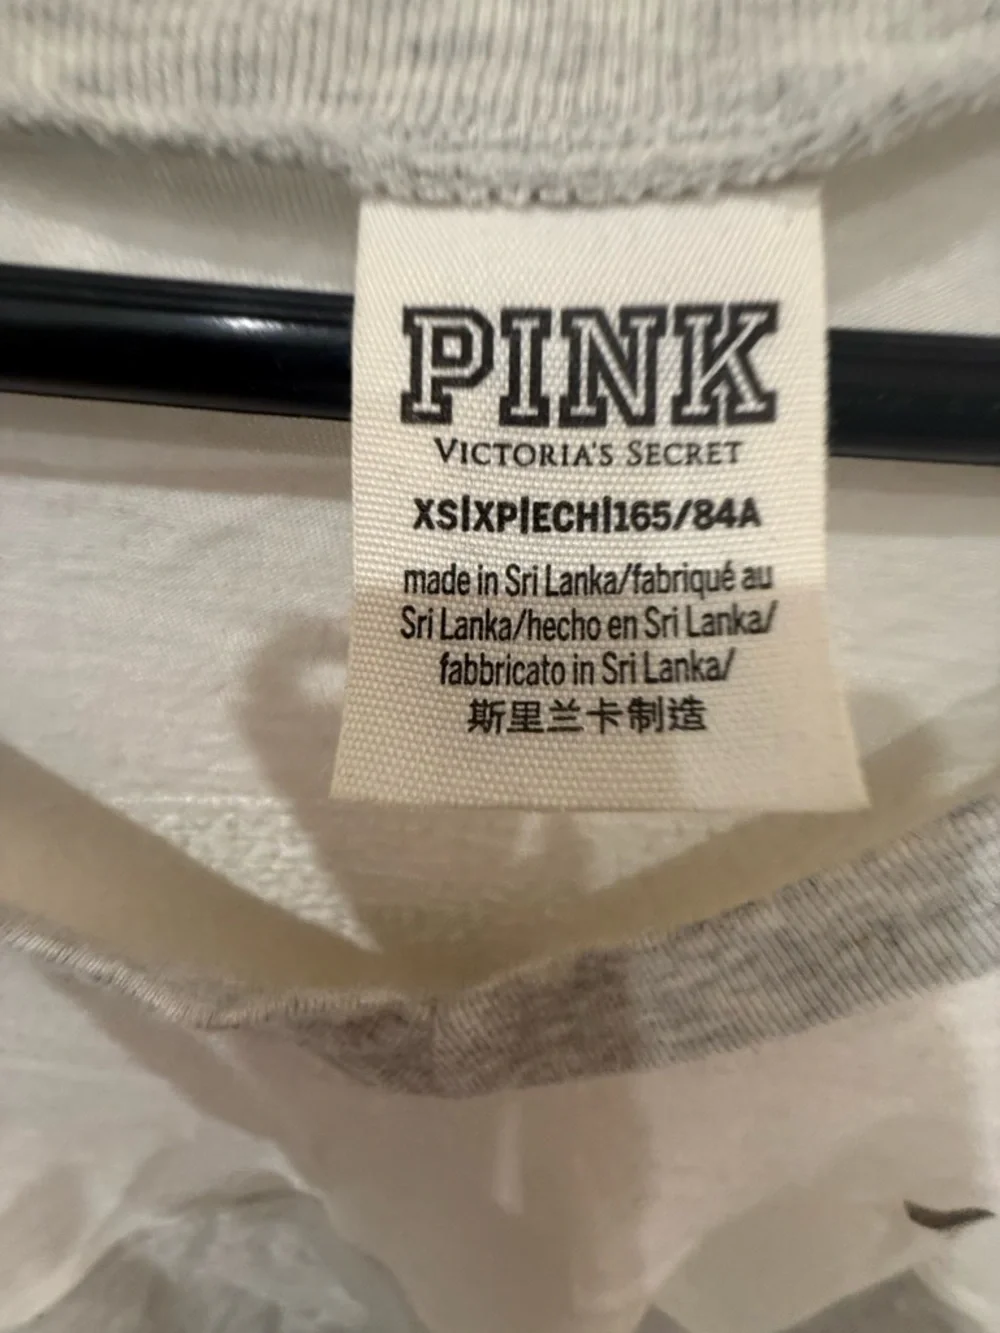 PINK
VICTORIA'S SECRET
XS|XP|ECH|165/84A
made in Sri Lanka/fabriqué au
Sri Lanka/hecho en Sri Lanka/
fabbricato in Sri Lanka/
斯里兰卡制造